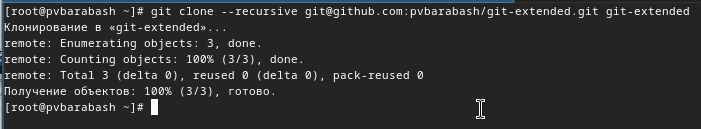 [root@pvbarabash ~]# git clone --recursive git@github.com:pvbarabash/git-extended.git git-extended
Клонирование в «git-extended»...
remote: Enumerating objects: 3, done.
remote: Counting objects: 100% (3/3), done.
remote: Total 3 (delta 0), reused 0 (delta 0), pack-reused 0
Получение объектов: 100% (3/3), готово.
[root@pvbarabash ~]#